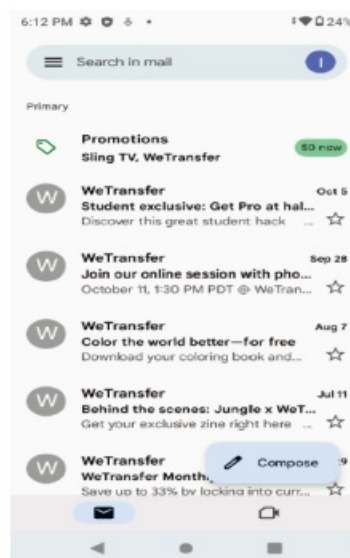 6:12 PM
24%
Search in mail
I
Primary
Promotions
50 new
Sling TV, WeTransfer
W
WeTransfer
Oct 5
Student exclusive: Get Pro at hal...
Discover this great student hack ...
W
WeTransfer
Sep 28
Join our online session with pho...
October 11, 1:30 PM PDT @ WeTran...
W
WeTransfer
Aug 7
Color the world better—for free
Download your coloring book and...
W
WeTransfer
Jul 11
Behind the scenes: Jungle x WeT...
Get your exclusive zine right here ...
W
WeTransfer
9
WeTransfer Month
Save up to 33% by locking into curr...
Compose